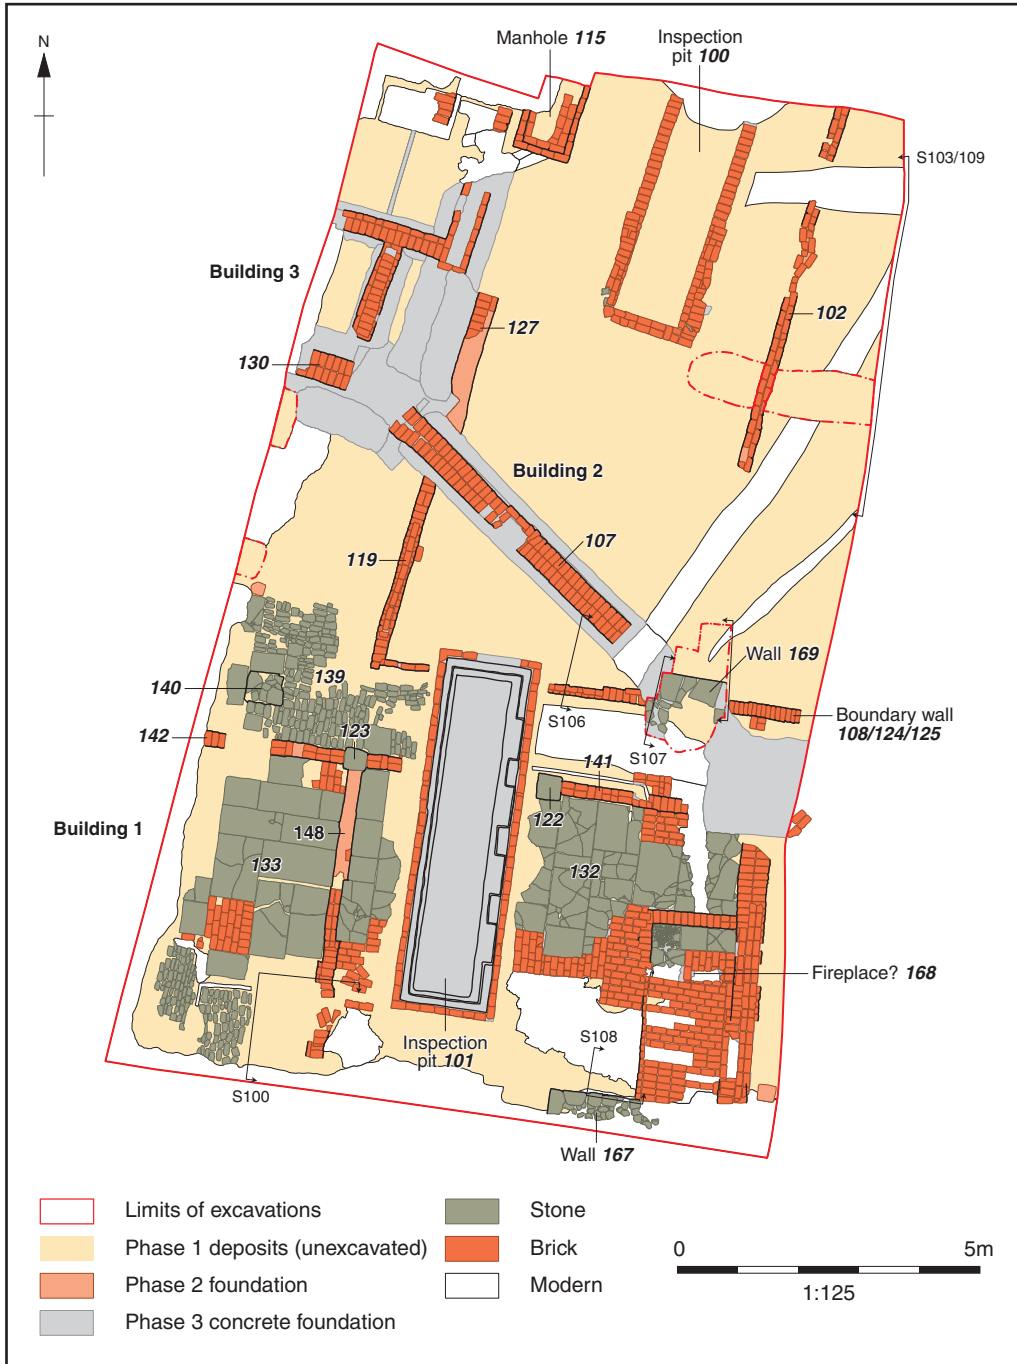 Manhole 115
Inspection
pit 100
N
S103/109
Building 3
102
127
130
Building 2
107
119
139
Wall 169
140
123
S106
142
Boundary wall
108/124/125
S107
141
122
Building 1
148
133
132
Fireplace? 168
S108
Inspection
pit 101
S100
Wall 167
Limits of excavations
Stone
Phase 1 deposits (unexcavated)
Brick
0
5m
Phase 2 foundation
Modern
1:125
Phase 3 concrete foundation